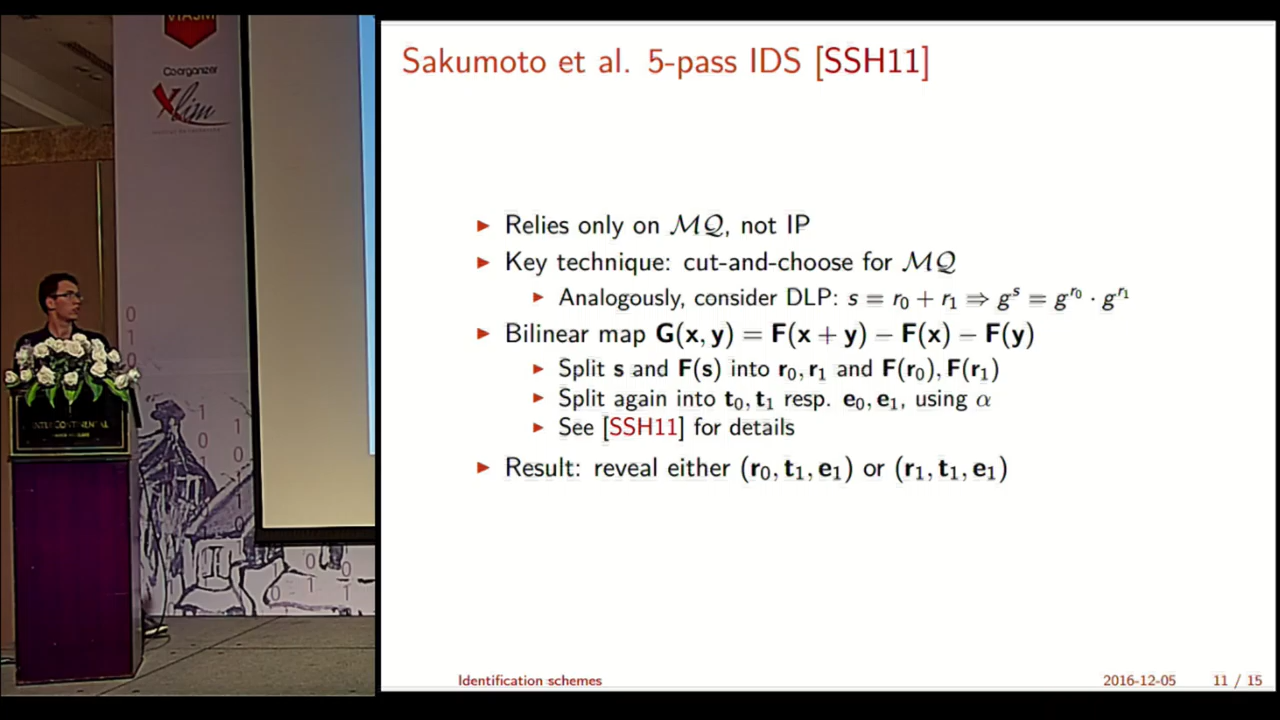 VIASM
Coorganizer
Xlim
INTERCONTINENTAL
Sakumoto et al. 5-pass IDS [SSH11]
▶ Relies only on MQ, not IP
▶ Key technique: cut-and-choose for MQ
▶ Analogously, consider DLP: s = r₀ + r₁ ⇒ gˢ = g^{r₀} · g^{r₁}
▶ Bilinear map G(x, y) = F(x + y) − F(x) − F(y)
▶ Split s and F(s) into r₀, r₁ and F(r₀), F(r₁)
▶ Split again into t₀, t₁ resp. e₀, e₁, using α
▶ See [SSH11] for details
▶ Result: reveal either (r₀, t₁, e₁) or (r₁, t₁, e₁)
Identification schemes 2016-12-05 11 / 15